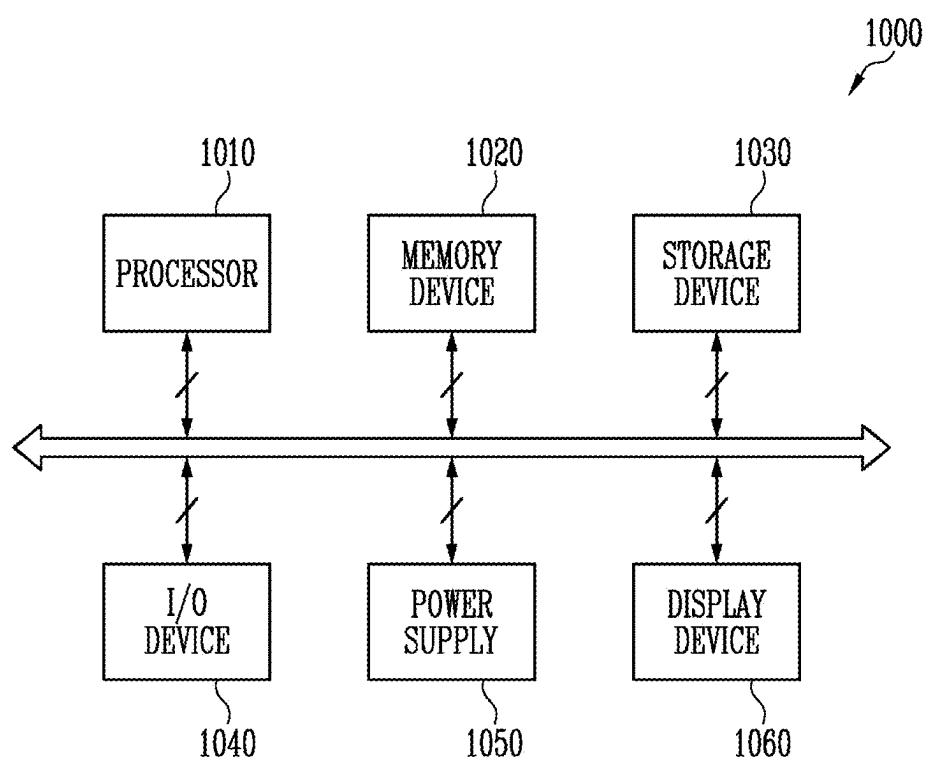 1000
1010
1020
1030
PROCESSOR
MEMORY
DEVICE
STORAGE
DEVICE
I/O
DEVICE
POWER
SUPPLY
DISPLAY
DEVICE
1040
1050
1060